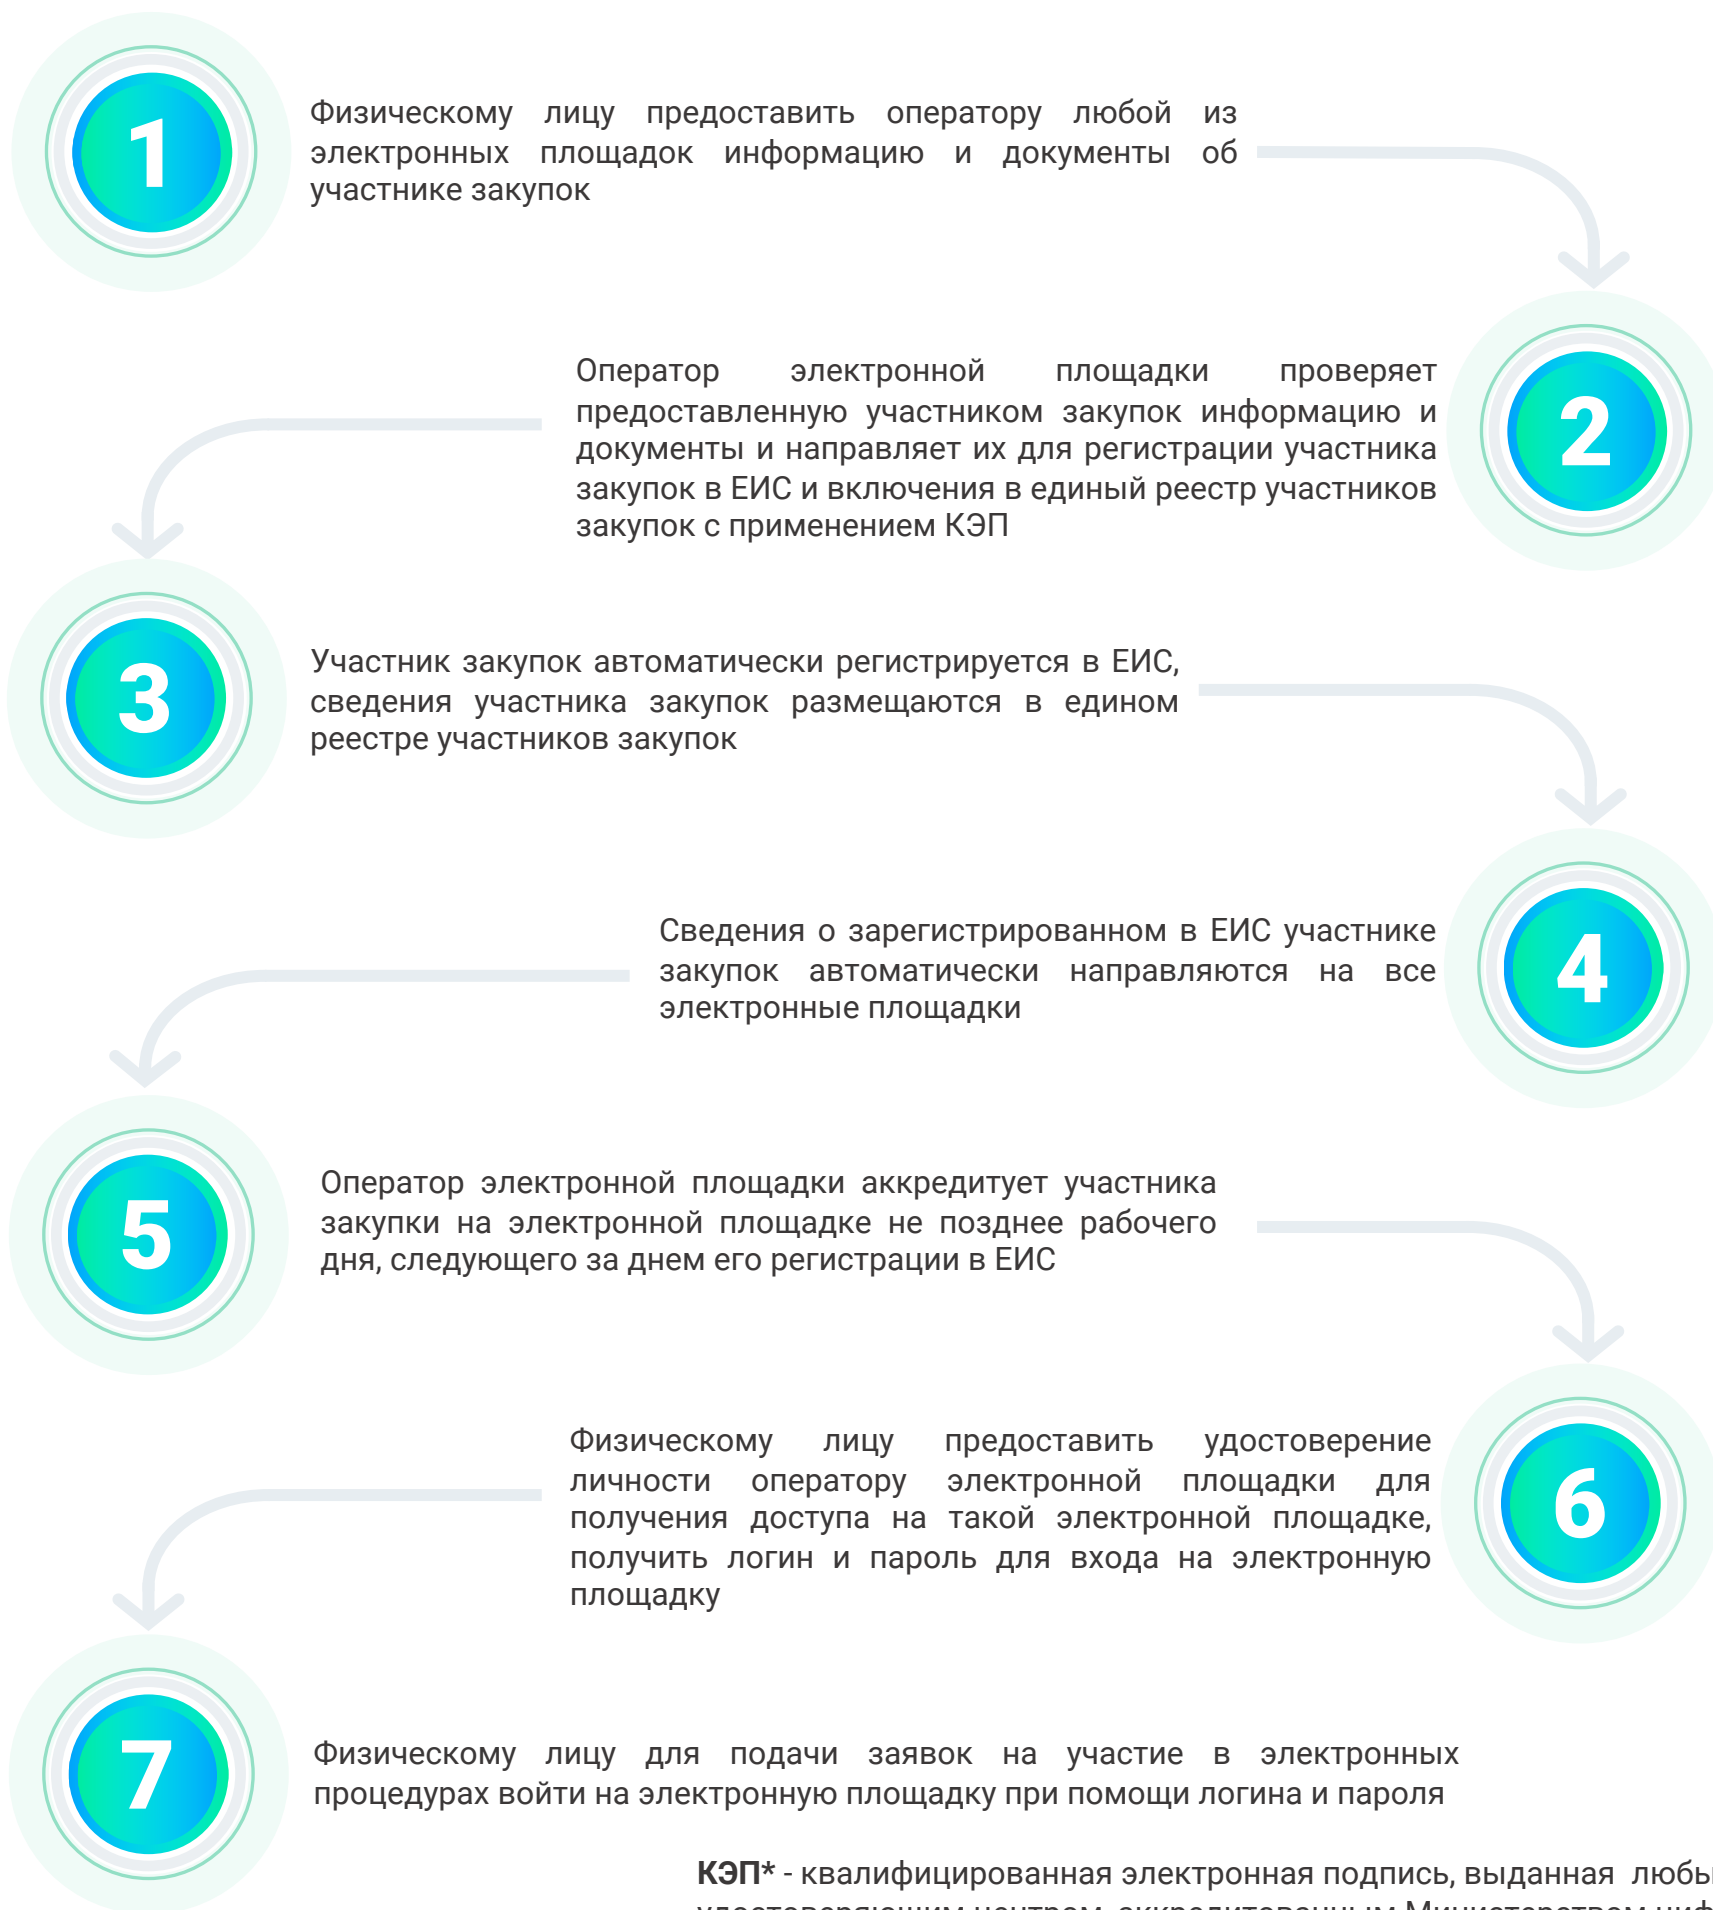 1
Физическому лицу предоставить оператору любой из
электронных площадок информацию и документы об
участнике закупок
Оператор электронной площадки проверяет
предоставленную участником закупок информацию и
документы и направляет их для регистрации участника
закупок в ЕИС и включения в единый реестр участников
закупок с применением КЭП
2
3
Участник закупок автоматически регистрируется в ЕИС,
сведения участника закупок размещаются в едином
реестре участников закупок
Сведения о зарегистрированном в ЕИС участнике
закупок автоматически направляются на все
электронные площадки
4
5
Оператор электронной площадки аккредитует участника
закупки на электронной площадке не позднее рабочего
дня, следующего за днем его регистрации в ЕИС
Физическому лицу предоставить удостоверение
личности оператору электронной площадки для
получения доступа на такой электронной площадке,
получить логин и пароль для входа на электронную
площадку
6
7
Физическому лицу для подачи заявок на участие в электронных
процедурах войти на электронную площадку при помощи логина и пароля
КЭП* - квалифицированная электронная подпись, выданная